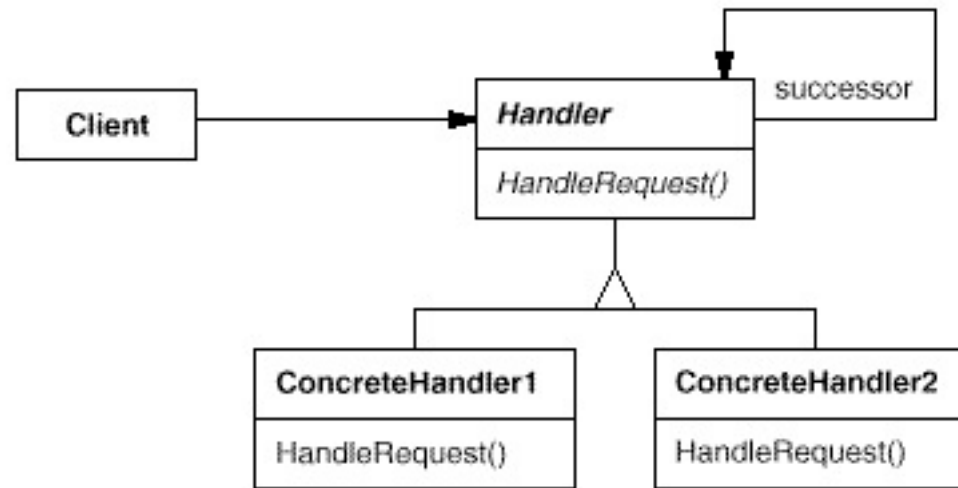 successor
Client
Handler
HandleRequest()
ConcreteHandler1
ConcreteHandler2
HandleRequest()
HandleRequest()